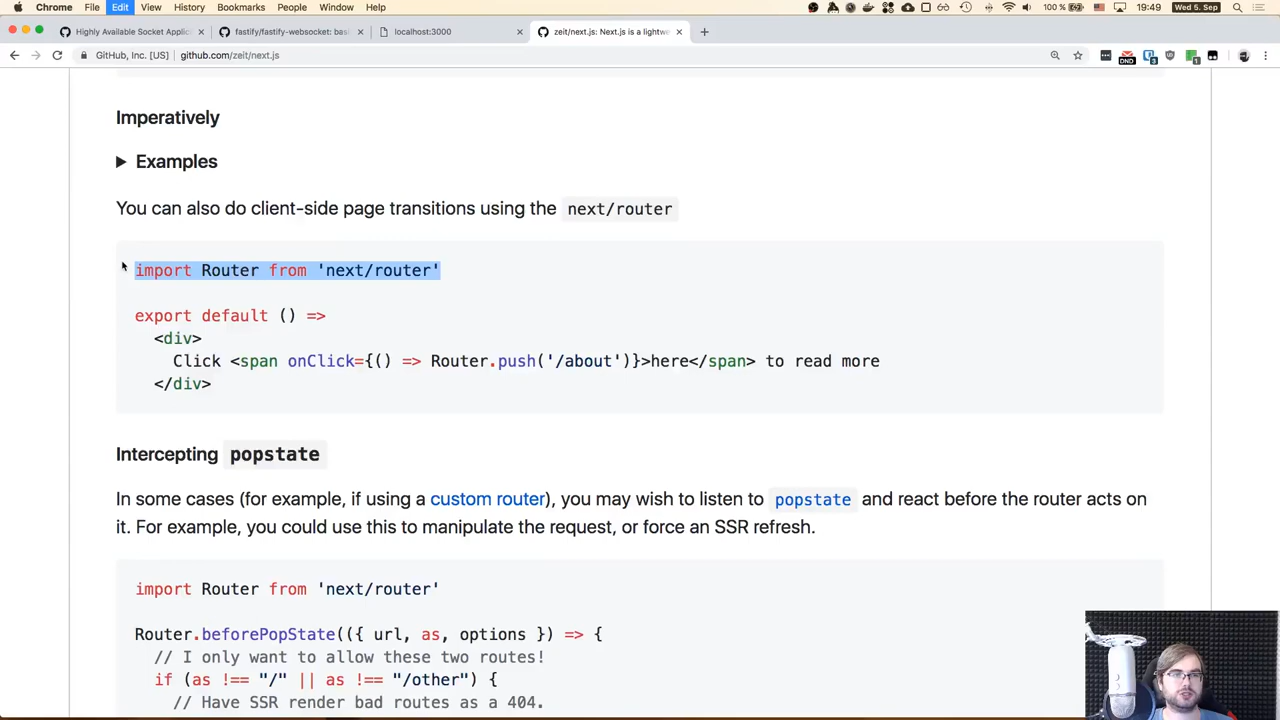 Chrome File Edit View History Bookmarks People Window Help 100 % 19:49 Wed 5. Sep
Highly Available Socket Applic × fastify/fastify-websocket: basi × localhost:3000 × zeit/next.js: Next.js is a lightwe × +
GitHub, Inc. [US] | github.com/zeit/next.js DND 3 1
Imperatively
▶ Examples
You can also do client-side page transitions using the next/router
import Router from 'next/router'
export default () =>
<div>
Click <span onClick={() => Router.push('/about')}>here</span> to read more
</div>
Intercepting popstate
In some cases (for example, if using a custom router), you may wish to listen to popstate and react before the router acts on
it. For example, you could use this to manipulate the request, or force an SSR refresh.
import Router from 'next/router'
Router.beforePopState(({ url, as, options }) => {
// I only want to allow these two routes!
if (as !== "/" || as !== "/other") {
// Have SSR render bad routes as a 404.